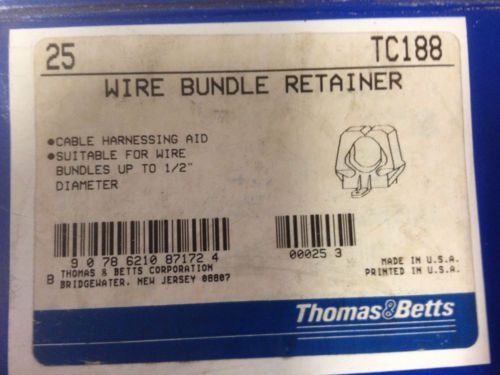 25 TC188
WIRE BUNDLE RETAINER
•CABLE HARNESSING AID
•SUITABLE FOR WIRE
BUNDLES UP TO 1/2"
DIAMETER
9 0 78 6210 87172 4
00025 3
B THOMAS & BETTS CORPORATION
BRIDGEWATER, NEW JERSEY 08807
MADE IN U.S.A.
PRINTED IN U.S.A.
Thomas&Betts